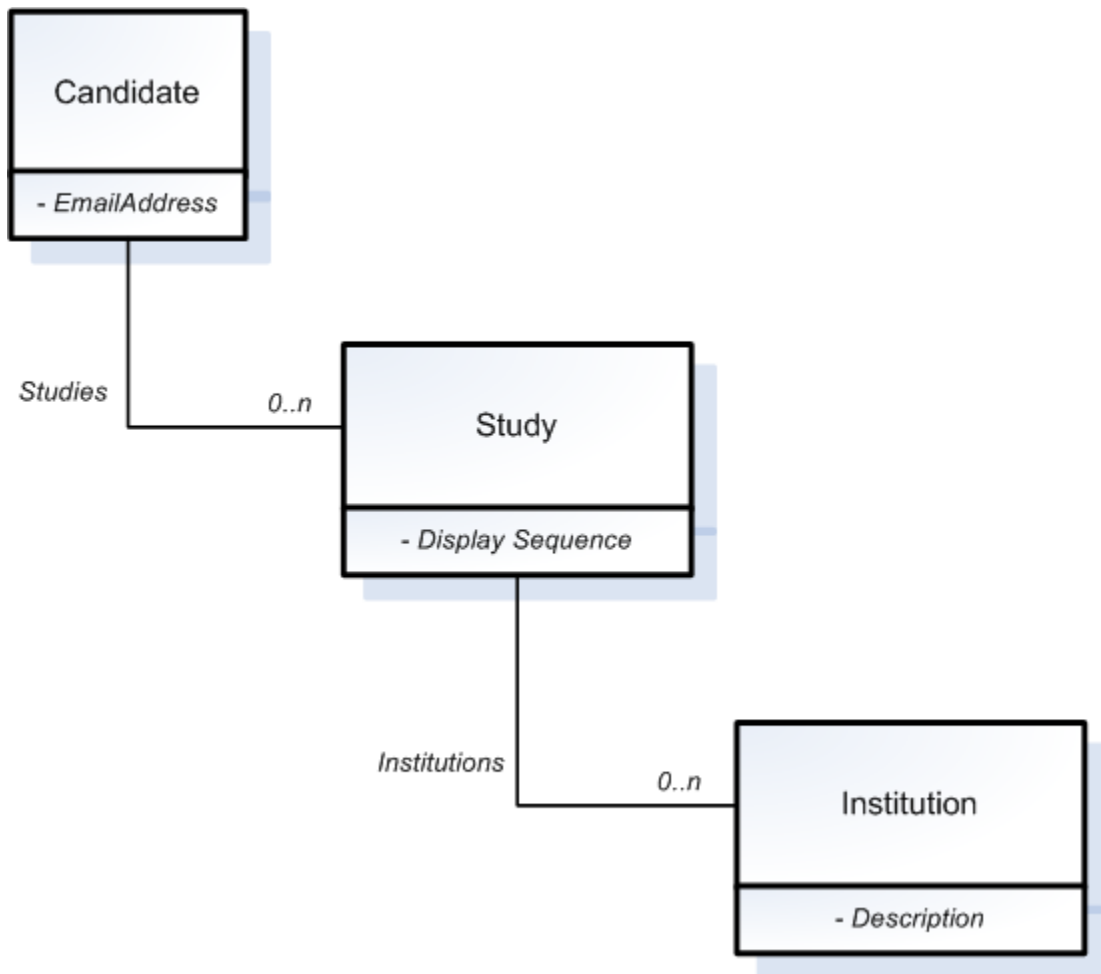 Candidate
- EmailAddress
Studies
0..n
Study
- Display Sequence
Institutions
0..n
Institution
- Description